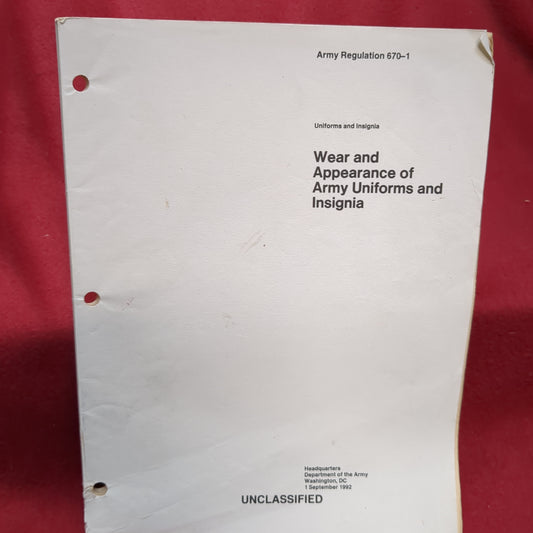 Army Regulation 670–1
Uniforms and Insignia
Wear and
Appearance of
Army Uniforms and
Insignia
Headquarters
Department of the Army
Washington, DC
1 September 1992
UNCLASSIFIED